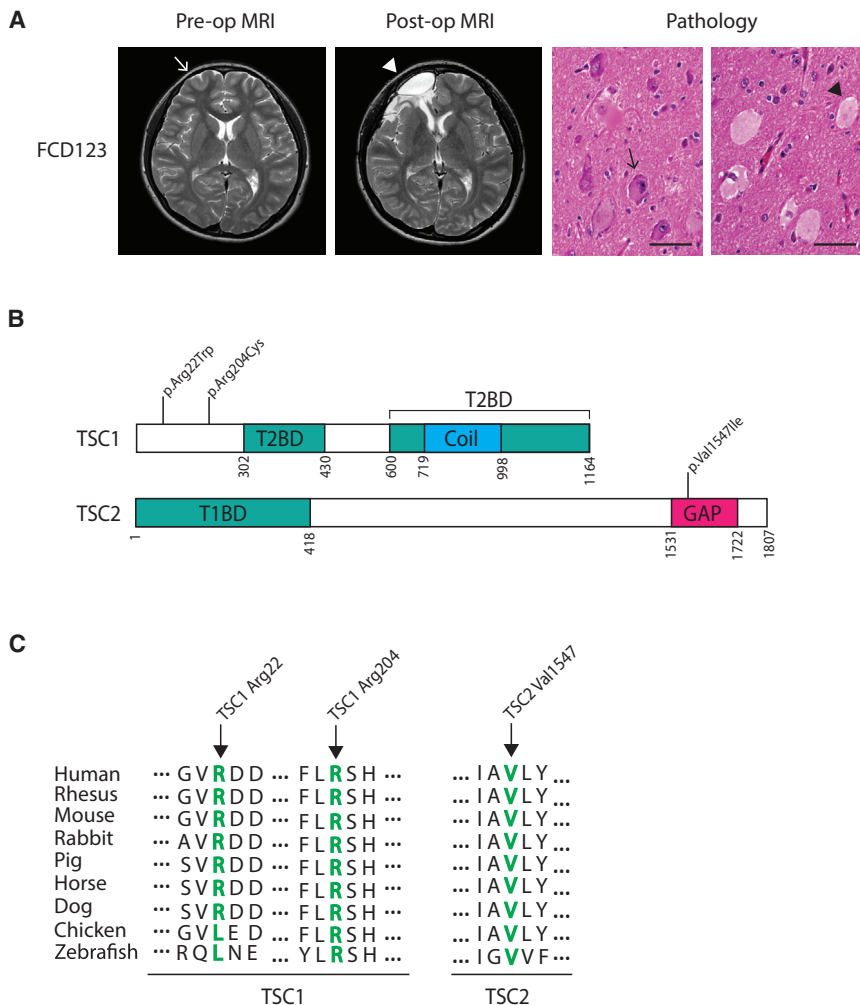 A
Pre-op MRI Post-op MRI Pathology
FCD123
B
p.Arg22Trp p.Arg204Cys
T2BD
TSC1 T2BD Coil
302 430 600 719 998 1164
p.Val1547Ile
TSC2 T1BD GAP
1 418 1531 1722 1807
C
TSC1 Arg22 TSC1 Arg204 TSC2 Val1547
Human ... G V R D D ... F L R S H ... ... I A V L Y ...
Rhesus ... G V R D D ... F L R S H ... ... I A V L Y ...
Mouse ... G V R D D ... F L R S H ... ... I A V L Y ...
Rabbit ... A V R D D ... F L R S H ... ... I A V L Y ...
Pig ... S V R D D ... F L R S H ... ... I A V L Y ...
Horse ... S V R D D ... F L R S H ... ... I A V L Y ...
Dog ... S V R D D ... F L R S H ... ... I A V L Y ...
Chicken ... G V L E D ... F L R S H ... ... I A V L Y ...
Zebrafish ... R Q L N E ... Y L R S H ... ... I G V V F ...
TSC1 TSC2